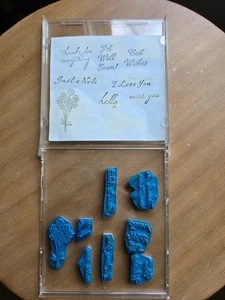 thanks for everything
Get Well Soon!
Best Wishes
Just a Note
I Love You
hello
miss you